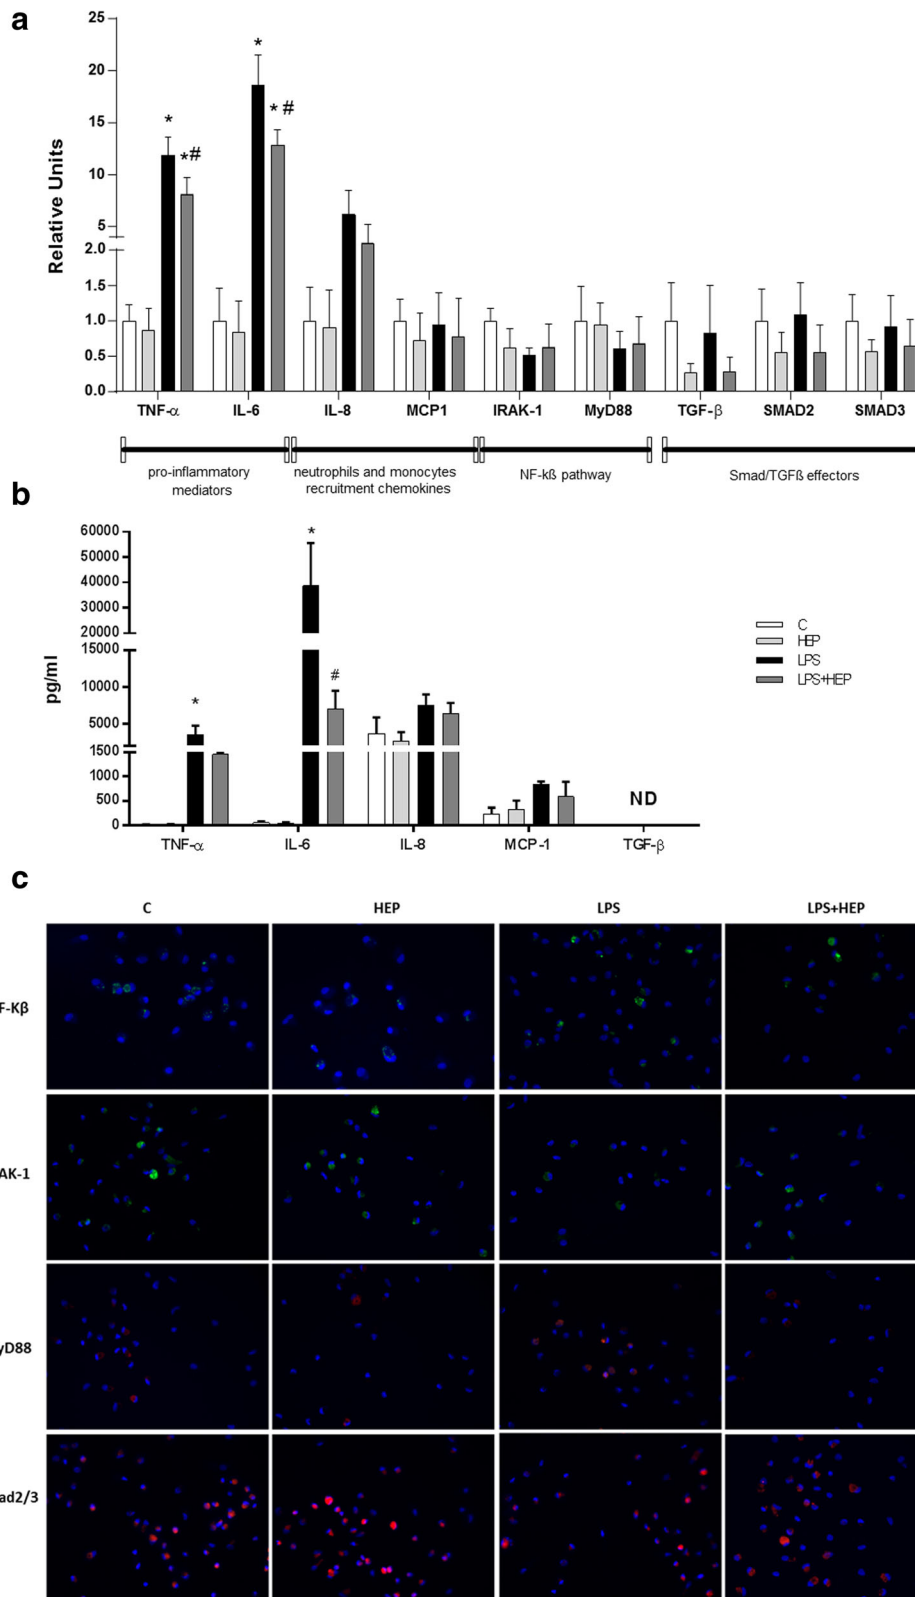 a
25
20
15
10
5
2.0
1.5
1.0
0.5
0.0
Relative Units
*
*#
*
* #
TNF-α IL-6 IL-8 MCP1 IRAK-1 MyD88 TGF-β SMAD2 SMAD3
pro-inflammatory
mediators
neutrophils and monocytes
recruitment chemokines
NF-kß pathway
Smad/TGFß effectors
b
60000
50000
40000
30000
20000
15000
10000
5000
1500
1000
500
0
pg/ml
*
*
#
ND
TNF-α IL-6 IL-8 MCP-1 TGF-β
C
HEP
LPS
LPS+HEP
c
C HEP LPS LPS+HEP
F-Kβ
AK-1
yD88
ad2/3